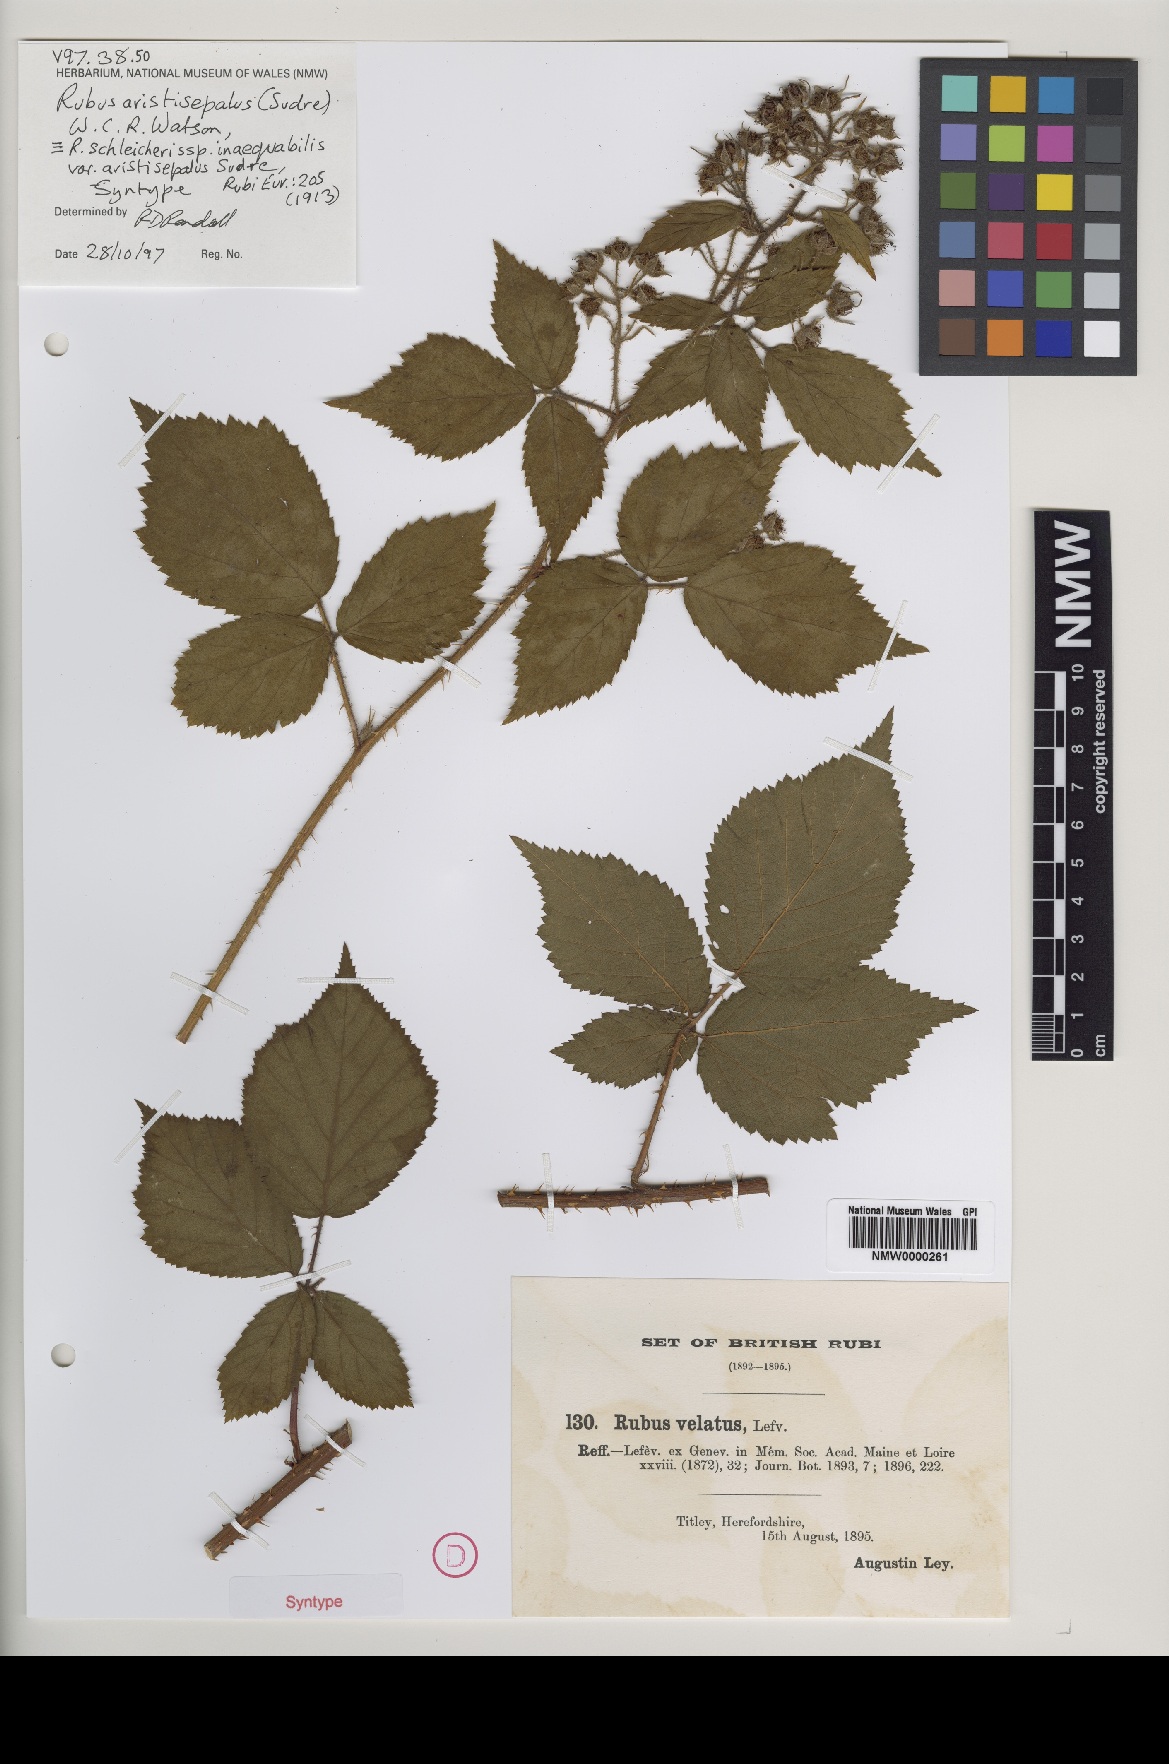 V97.38.50
HERBARIUM, NATIONAL MUSEUM OF WALES (NMW)
Rubus aristisepalus (Sudre)
W.C.R. Watson,
≡ R. schleicheri ssp. inaequabilis
var. aristisepalus Sudre,
Syntype Rubi Eur.: 205
(1913)
Determined by RDRandall
Date 28/10/97 Reg. No.
NMW
0 1 2 3 4 5 6 7 8 9 10
cm
copyright reserved
National Museum Wales GPI
NMW0000261
SET OF BRITISH RUBI
(1892—1895.)
130. Rubus velatus, Lefv.
Reff.—Lefêv. ex Genev. in Mém. Soc. Acad. Maine et Loire
xxviii. (1872), 32; Journ. Bot. 1893, 7; 1896, 222.
Titley, Herefordshire,
15th August, 1895.
Augustin Ley.
D
Syntype